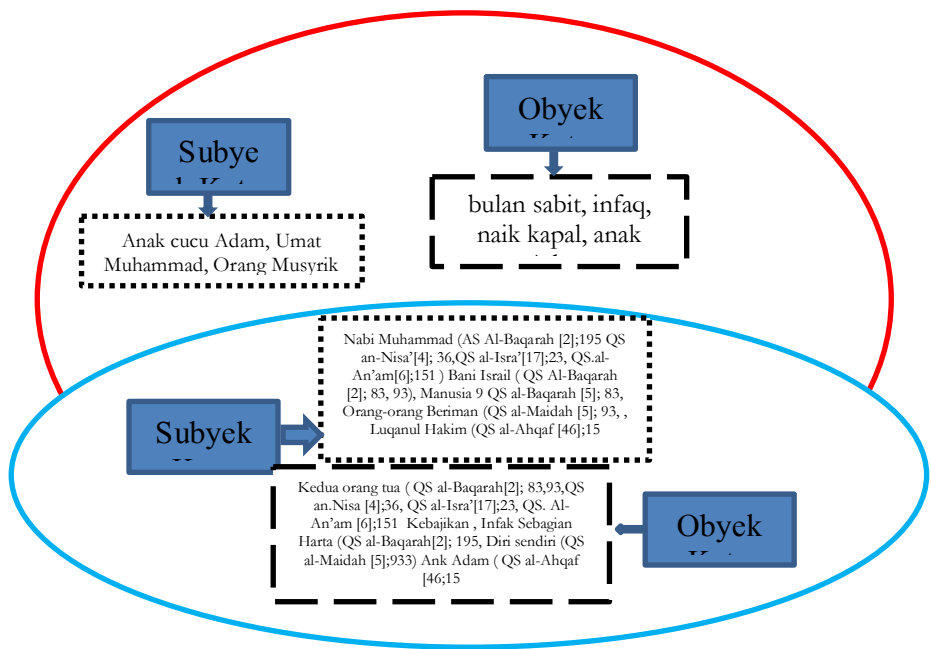 Obyek
Subye
Anak cucu Adam, Umat
Muhammad, Orang Musyrik
bulan sabit, infaq,
naik kapal, anak
Nabi Muhammad (AS Al-Baqarah [2];195 QS
an-Nisa’[4]; 36,QS al-Isra’[17];23, QS.al-
An’am[6];151 ) Bani Israil ( QS Al-Baqarah
[2]; 83, 93), Manusia 9 QS al-Baqarah [5]; 83,
Orang-orang Beriman (QS al-Maidah [5]; 93, ,
Luqanul Hakim (QS al-Ahqaf [46];15
Subyek
Kedua orang tua ( QS al-Baqarah[2]; 83,93,QS
an.Nisa [4];36, QS al-Isra’[17];23, QS. Al-
An’am [6];151 Kebajikan , Infak Sebagian
Harta (QS al-Baqarah[2]; 195, Diri sendiri (QS
al-Maidah [5];933) Ank Adam ( QS al-Ahqaf
[46;15
Obyek